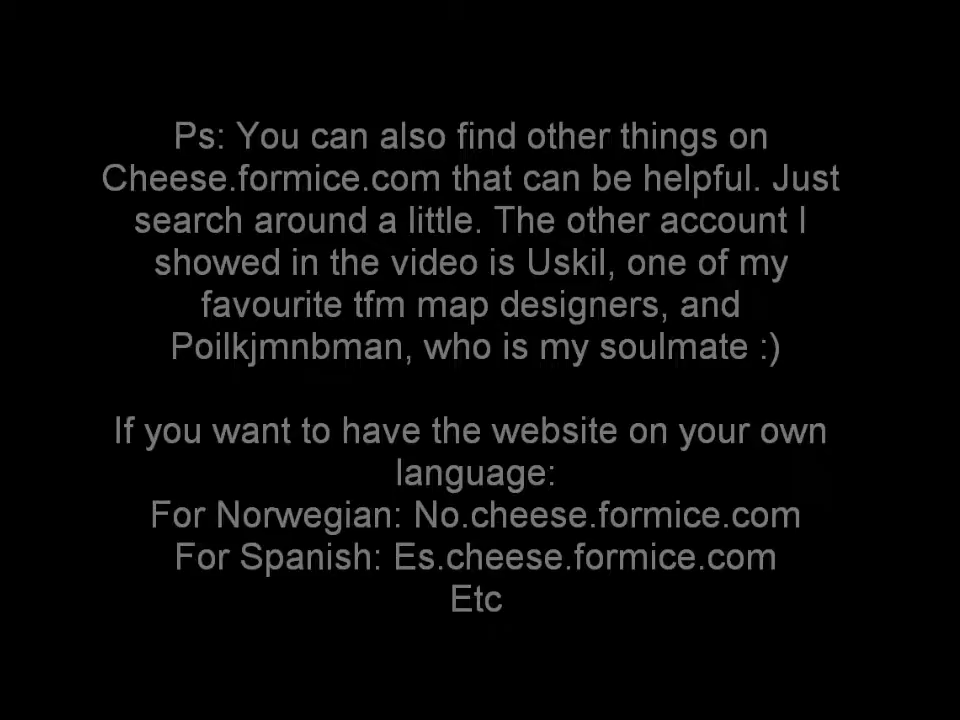 Ps: You can also find other things on
Cheese.formice.com that can be helpful. Just
search around a little. The other account I
showed in the video is Uskil, one of my
favourite tfm map designers, and
Poilkjmnbman, who is my soulmate :)
If you want to have the website on your own
language:
For Norwegian: No.cheese.formice.com
For Spanish: Es.cheese.formice.com
Etc